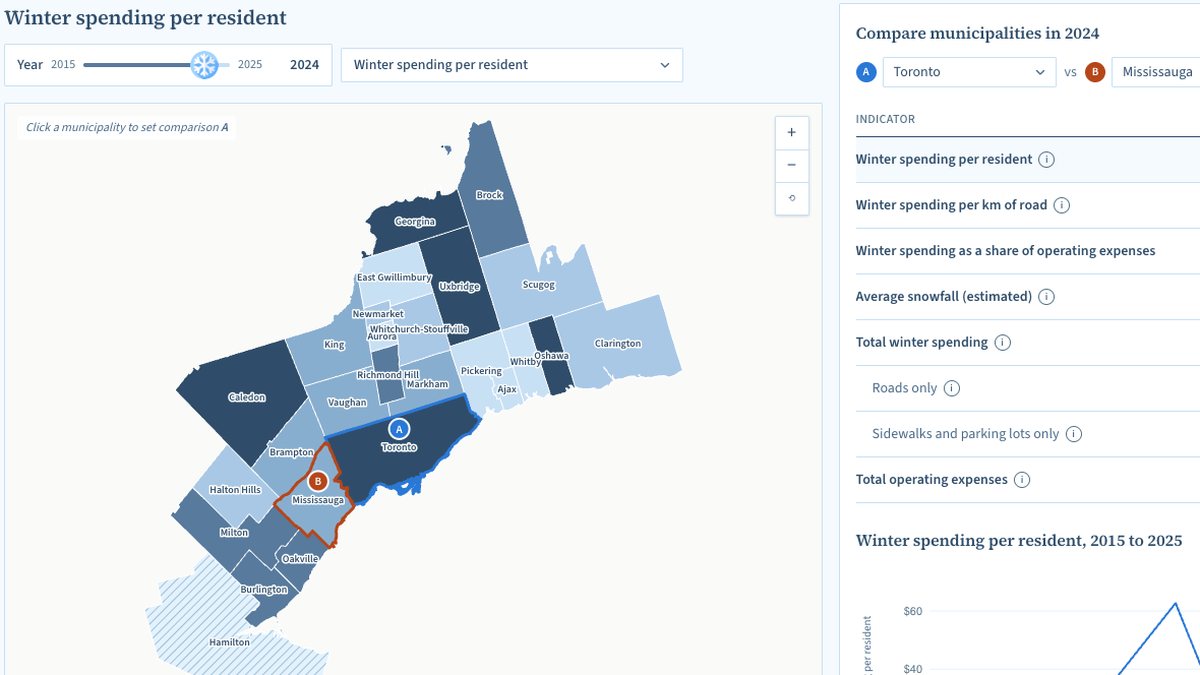 Winter spending per resident
Year 2015 2025 2024
Winter spending per resident
Click a municipality to set comparison A
+
−
Brock
Georgina
East Gwillimbury
Uxbridge
Scugog
Newmarket
Whitchurch-Stouffville
Aurora
King
Clarington
Oshawa
Whitby
Pickering
Richmond Hill
Markham
Ajax
Caledon
Vaughan
A
Toronto
Brampton
B
Halton Hills
Mississauga
Milton
Oakville
Burlington
Hamilton
Compare municipalities in 2024
A Toronto vs B Mississauga
INDICATOR
Winter spending per resident i
Winter spending per km of road i
Winter spending as a share of operating expenses
Average snowfall (estimated) i
Total winter spending i
Roads only i
Sidewalks and parking lots only i
Total operating expenses i
Winter spending per resident, 2015 to 2025
$60
$40
per resident